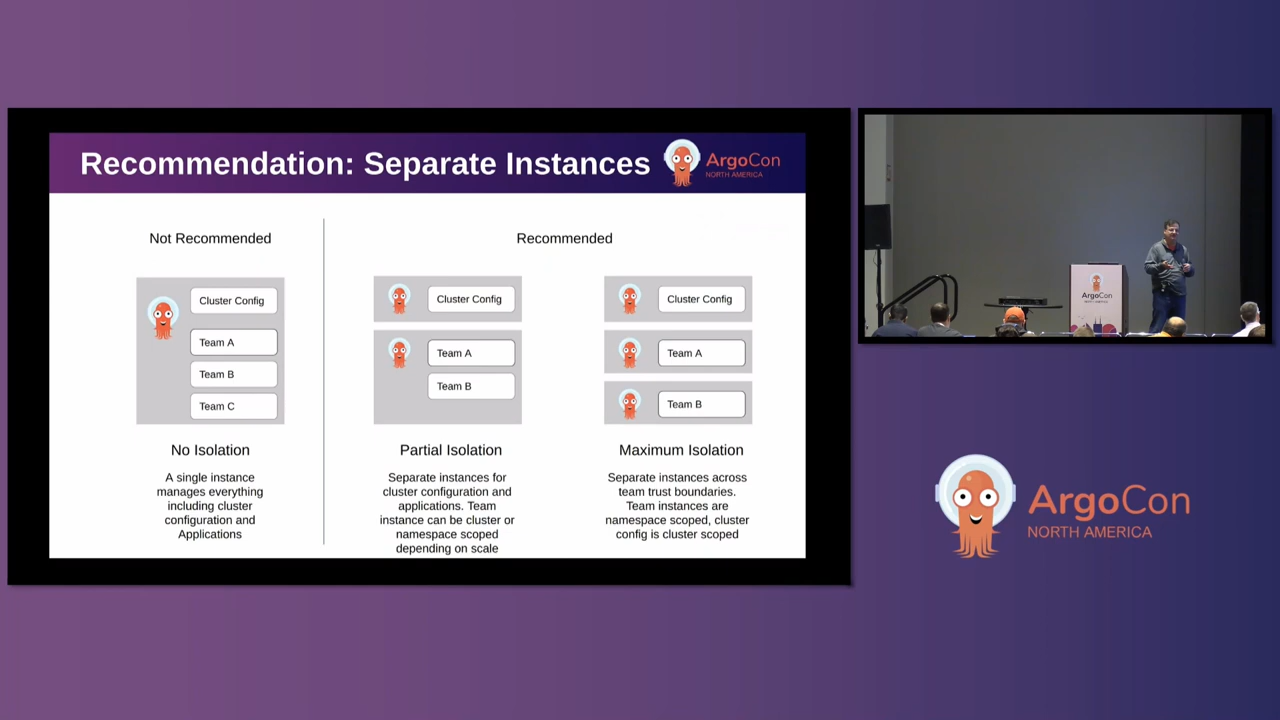 Recommendation: Separate Instances
ArgoCon
NORTH AMERICA
Not Recommended
Recommended
Cluster Config
Team A
Team B
Team C
No Isolation
A single instance
manages everything
including cluster
configuration and
Applications
Cluster Config
Team A
Team B
Partial Isolation
Separate instances for
cluster configuration and
applications. Team
instance can be cluster or
namespace scoped
depending on scale
Cluster Config
Team A
Team B
Maximum Isolation
Separate instances across
team trust boundaries.
Team instances are
namespace scoped, cluster
config is cluster scoped
ArgoCon
ArgoCon
NORTH AMERICA